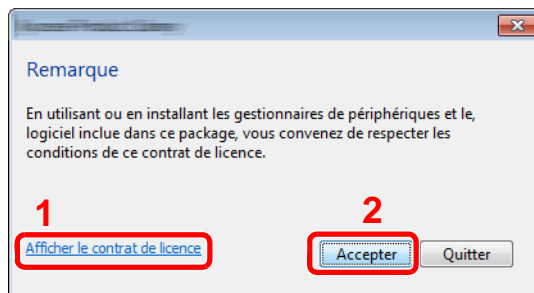 Remarque
En utilisant ou en installant les gestionnaires de périphériques et le,
logiciel inclue dans ce package, vous convenez de respecter les
conditions de ce contrat de licence.
1
2
Afficher le contrat de licence
Accepter
Quitter